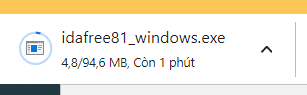 idafree81_windows.exe
4,8/94,6 MB, Còn 1 phút